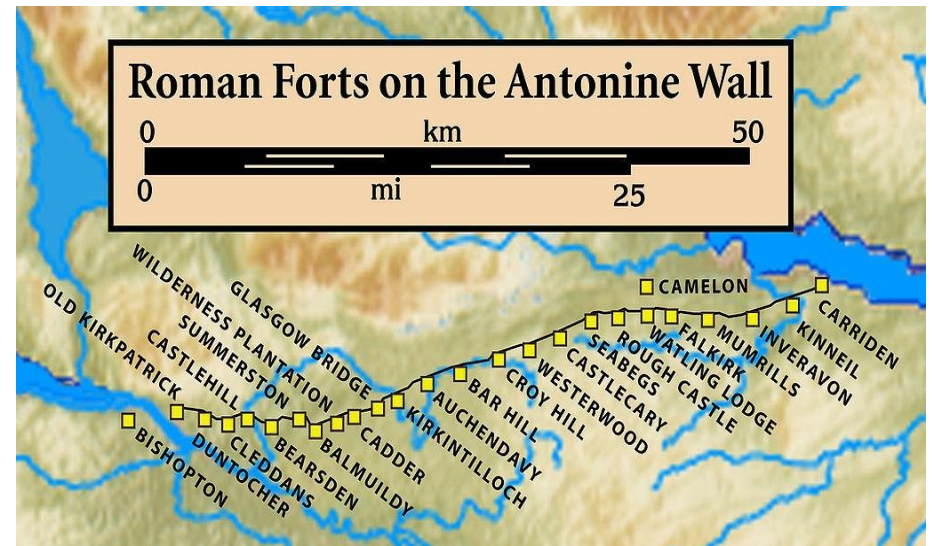 Roman Forts on the Antonine Wall
0 km 50
0 mi 25
CAMELON
CARRIDEN
KINNEIL
INVERAVON
MUMRILLS
FALKIRK
WATLING LODGE
ROUGH CASTLE
SEABEGS
CASTLECARY
WESTERWOOD
CROY HILL
BAR HILL
AUCHENDAVY
KIRKINTILLOCH
GLASGOW BRIDGE
CADDER
WILDERNESS PLANTATION
BALMUILDY
SUMMERSTON
BEARSDEN
CASTLEHILL
CLEDDANS
DUNTOCHER
OLD KIRKPATRICK
BISHOPTON